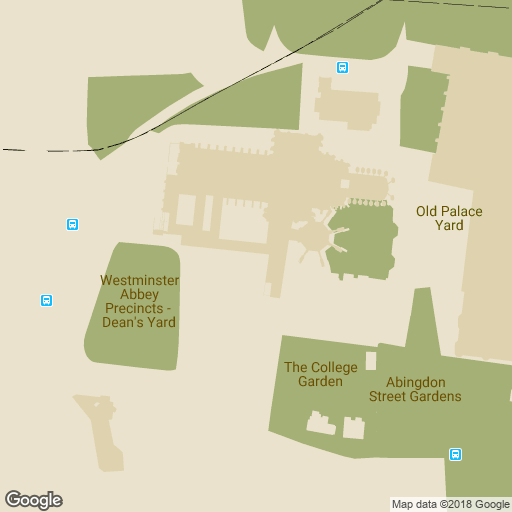 Old Palace
Yard
Westminster
Abbey
Precincts -
Dean's Yard
The College
Garden
Abingdon
Street Gardens
Google
Map data ©2018 Google
Google